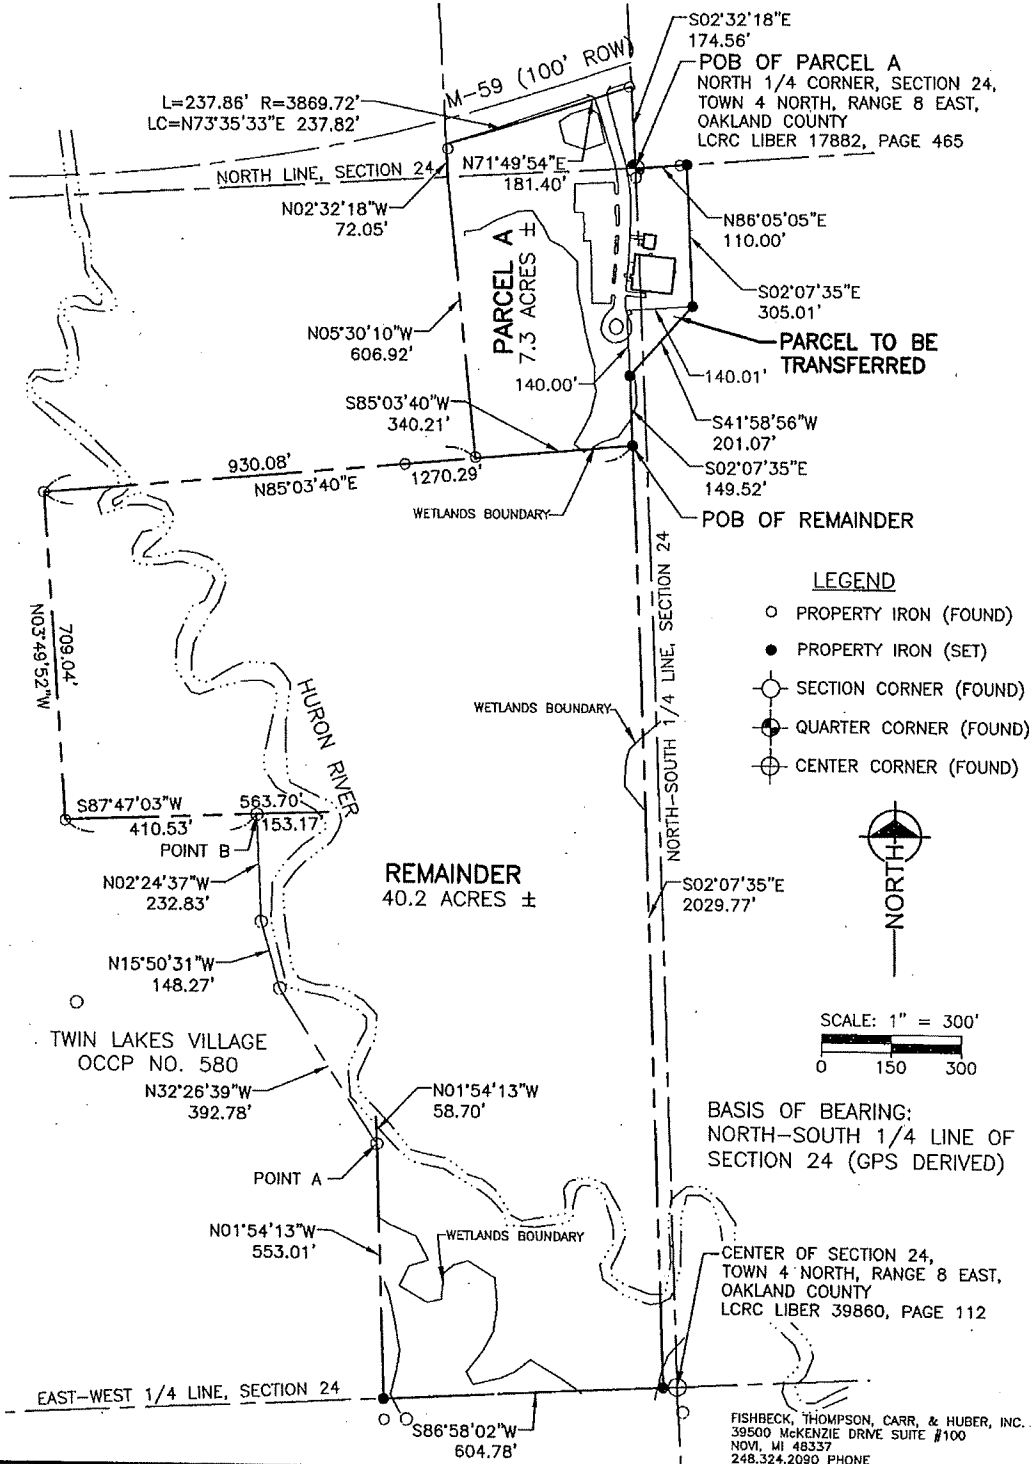 S02°32'18"E
174.56'
POB OF PARCEL A
NORTH 1/4 CORNER, SECTION 24,
TOWN 4 NORTH, RANGE 8 EAST,
OAKLAND COUNTY
LCRC LIBER 17882, PAGE 465
M-59 (100' ROW)
L=237.86' R=3869.72'
LC=N73°35'33"E 237.82'
NORTH LINE, SECTION 24
N71°49'54"E
181.40'
N02°32'18"W
72.05'
N86°05'05"E
110.00'
PARCEL A
7.3 ACRES ±
S02°07'35"E
305.01'
N05°30'10"W
606.92'
PARCEL TO BE
TRANSFERRED
140.00'
140.01'
S85°03'40"W
340.21'
S41°58'56"W
201.07'
930.08'
N85°03'40"E
1270.29'
S02°07'35"E
149.52'
WETLANDS BOUNDARY
POB OF REMAINDER
NORTH-SOUTH 1/4 LINE, SECTION 24
LEGEND
PROPERTY IRON (FOUND)
PROPERTY IRON (SET)
SECTION CORNER (FOUND)
QUARTER CORNER (FOUND)
CENTER CORNER (FOUND)
709.04'
N03°49'52"W
HURON RIVER
WETLANDS BOUNDARY
S87°47'03"W
410.53'
563.70'
153.17'
POINT B
REMAINDER
40.2 ACRES ±
N02°24'37"W
232.83'
S02°07'35"E
2029.77'
NORTH
N15°50'31"W
148.27'
TWIN LAKES VILLAGE
OCCP NO. 580
SCALE: 1" = 300'
0 150 300
N32°26'39"W
392.78'
N01°54'13"W
58.70'
BASIS OF BEARING:
NORTH-SOUTH 1/4 LINE OF
SECTION 24 (GPS DERIVED)
POINT A
N01°54'13"W
553.01'
WETLANDS BOUNDARY
CENTER OF SECTION 24,
TOWN 4 NORTH, RANGE 8 EAST,
OAKLAND COUNTY
LCRC LIBER 39860, PAGE 112
EAST-WEST 1/4 LINE, SECTION 24
S86°58'02"W
604.78'
FISHBECK, THOMPSON, CARR, & HUBER, INC.
39500 McKENZIE DRIVE SUITE #100
NOVI, MI 48337
248.324.2090 PHONE